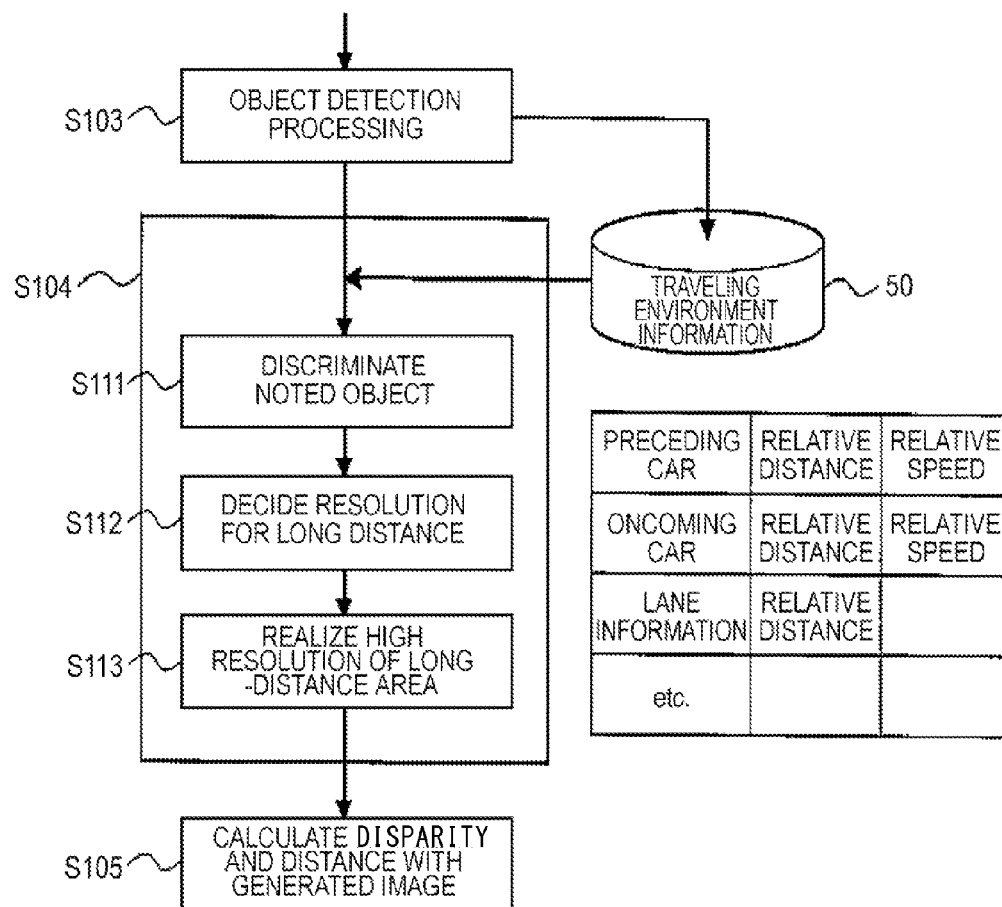 S103
OBJECT DETECTION
PROCESSING
S104
TRAVELING
ENVIRONMENT
INFORMATION
50
S111
DISCRIMINATE
NOTED OBJECT
S112
DECIDE RESOLUTION
FOR LONG DISTANCE
S113
REALIZE HIGH
RESOLUTION OF LONG
-DISTANCE AREA
S105
CALCULATE DISPARITY
AND DISTANCE WITH
GENERATED IMAGE
PRECEDING CAR
RELATIVE DISTANCE
RELATIVE SPEED
ONCOMING CAR
RELATIVE DISTANCE
RELATIVE SPEED
LANE INFORMATION
RELATIVE DISTANCE
etc.